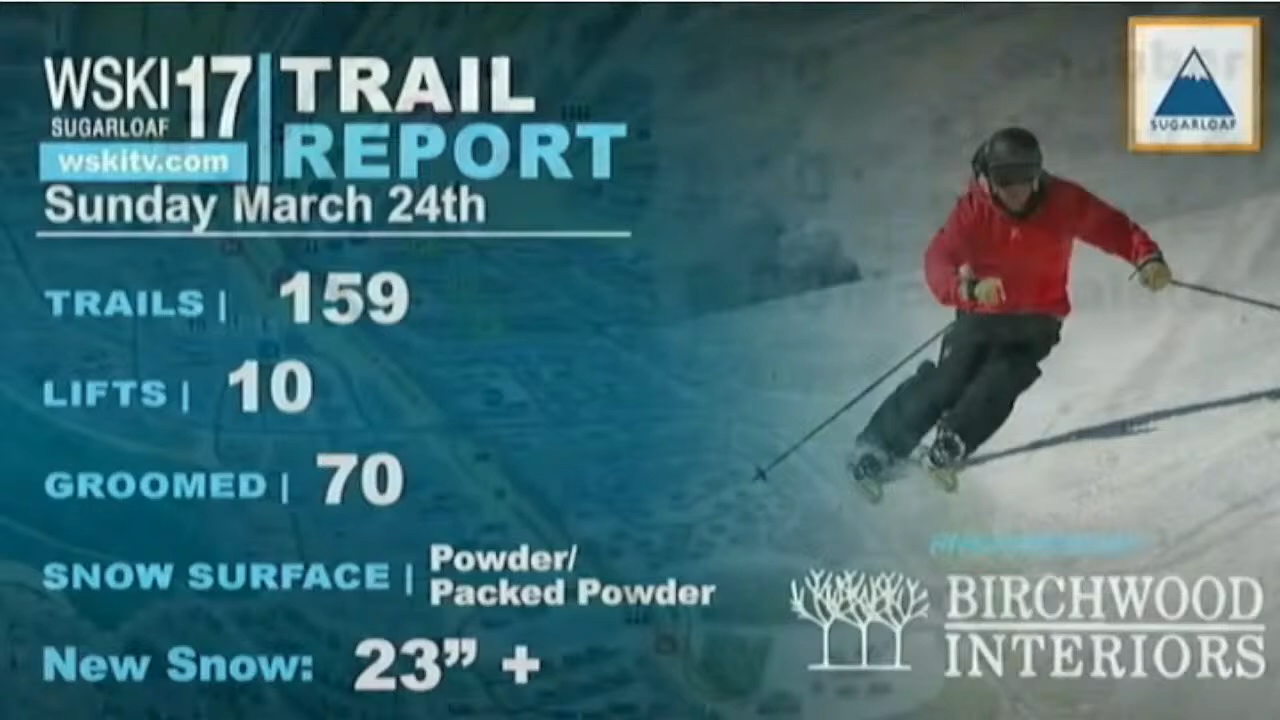 WSKI 17
SUGARLOAF
wskitv.com
TRAIL
REPORT
Sunday March 24th
TRAILS | 159
LIFTS | 10
GROOMED | 70
SNOW SURFACE | Powder/
Packed Powder
New Snow: 23” +
SUGARLOAF
BIRCHWOOD
INTERIORS